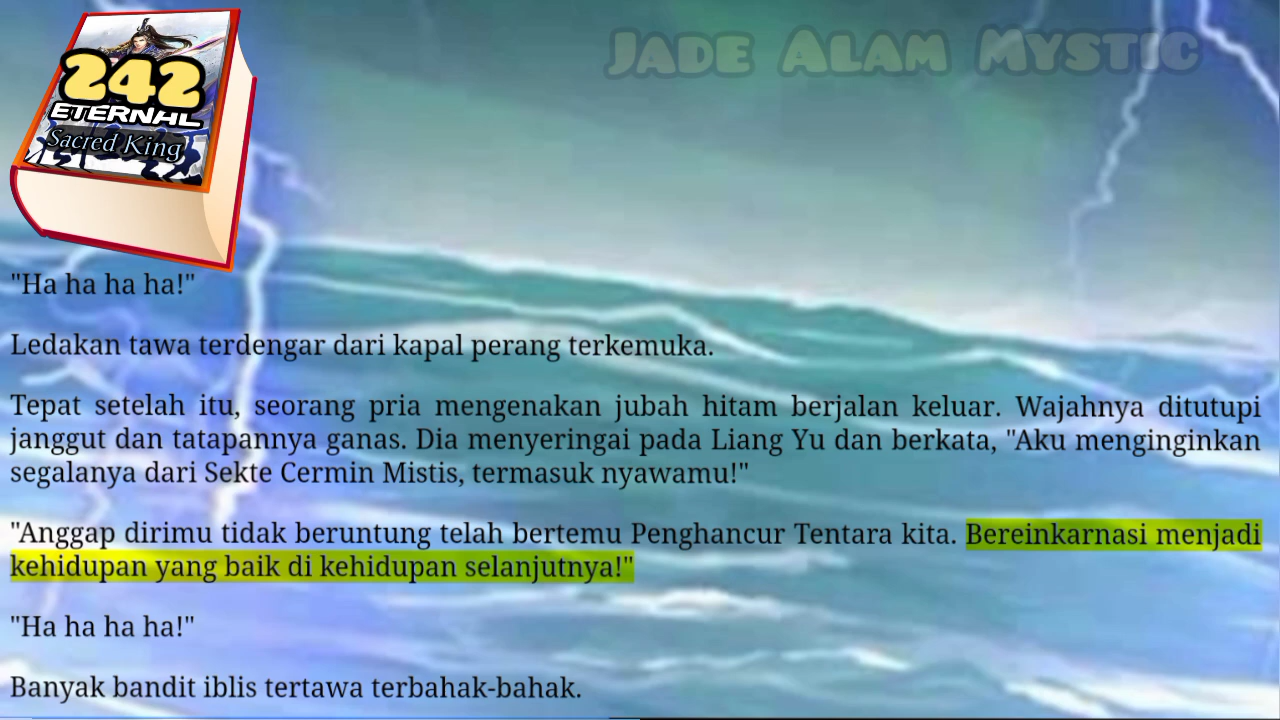 242
ETERNAL
Sacred King
Jade Alam Mystic
"Ha ha ha ha!"
Ledakan tawa terdengar dari kapal perang terkemuka.
Tepat setelah itu, seorang pria mengenakan jubah hitam berjalan keluar. Wajahnya ditutupi
janggut dan tatapannya ganas. Dia menyeringai pada Liang Yu dan berkata, "Aku menginginkan
segalanya dari Sekte Cermin Mistis, termasuk nyawamu!"
"Anggap dirimu tidak beruntung telah bertemu Penghancur Tentara kita. Bereinkarnasi menjadi
kehidupan yang baik di kehidupan selanjutnya!"
"Ha ha ha ha!"
Banyak bandit iblis tertawa terbahak-bahak.